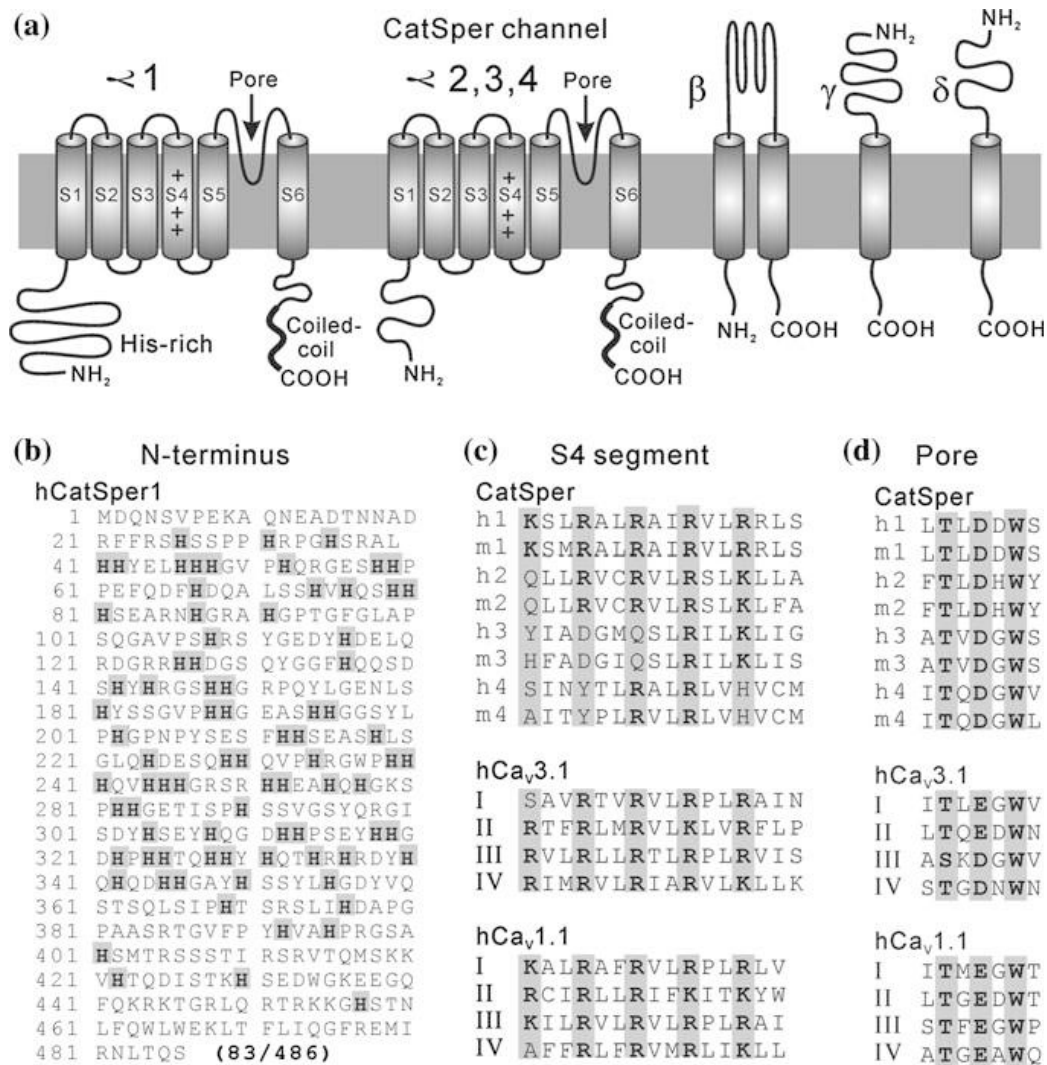 (a) CatSper channel
≺ 1 Pore ≺ 2,3,4 Pore β NH₂ γ NH₂ δ
S1 S2 S3 S4 S5 S6 S1 S2 S3 S4 S5 S6
+ + + + + +
His-rich NH₂ Coiled-coil COOH NH₂ Coiled-coil COOH NH₂ COOH COOH COOH
(b) N-terminus
hCatSper1
1 MDQNSVPEKA QNEADTNNAD
21 RFFRSHSSPP HRPGHSRAL
41 HHYELHHHGVP HQRGESHHP
61 PEFQDFHDQA LSSHVHQSHH
81 HSEARNHGRA HGPTGFGLAP
101 SQGAVPSHRS YGEDYHDELQ
121 RDGRRHHDGS QYGGFHQQSD
141 SHYHRGSHHG RPQYLGENLS
181 HYSSGVPHHG EASHHGGSYL
201 PHGPNPYSES FHHSEASHLS
221 GLQHDESQHH QVPHRGWPHH
241 HQVHHHGRSR HHEAHQHGKS
281 PHHGETISPH SSVGSYQRGI
301 SDYHSEYHQG DHHPSEYHHG
321 DHPHHTQHHY HQTHRHRDYH
341 QHQDHHGAYH SSYLHGDYVQ
361 STSQLSIPHT SRSLIHDAPG
381 PAASRTGVFPY HVAHPRGSA
401 HSMTRSSSTI RSRVTQMSKK
421 VHTQDISTKH SEDWGKEEGQ
441 FQKRKTGRLQ RTRKKGHSTN
461 LFQWLWEKLT FLIQGFREMI
481 RNLTQS (83/486)
(c) S4 segment
CatSper
h1 KSLRALRAIRVLRRLS
m1 KSMRALRAIRVLRRLS
h2 QLLRVCRVLRSLKLLA
m2 QLLRVCRVLRSLKLFA
h3 YIADGMQSLRILKLIG
m3 HFADGIQSLRILKLIS
h4 SINYTLRALRLVHVCM
m4 AITYPLRVLRLVHVCM
hCaᵥ3.1
I SAVRTVRVLRPLRAIN
II RTFRLMRVLKLVRFLP
III RVLRLLRTLRPLRVIS
IV RIMRVLRIARVLKLLK
hCaᵥ1.1
I KALRAFRVLRPLRLV
II RCIRLLRIFKITKYW
III KILRVLRVLRPLRAI
IV AFFRLFRVMRLIKLL
(d) Pore
CatSper
h1 LTLDDWS
m1 LTLDDWS
h2 FTLDHWY
m2 FTLDHWY
h3 ATVDGWS
m3 ATVDGWS
h4 ITQDGWV
m4 ITQDGWL
hCaᵥ3.1
I ITLEGWV
II LTQEDWN
III ASKDGWV
IV STGDNWN
hCaᵥ1.1
I ITMEGWT
II LTGEDWT
III STFEGWP
IV ATGEAWQ